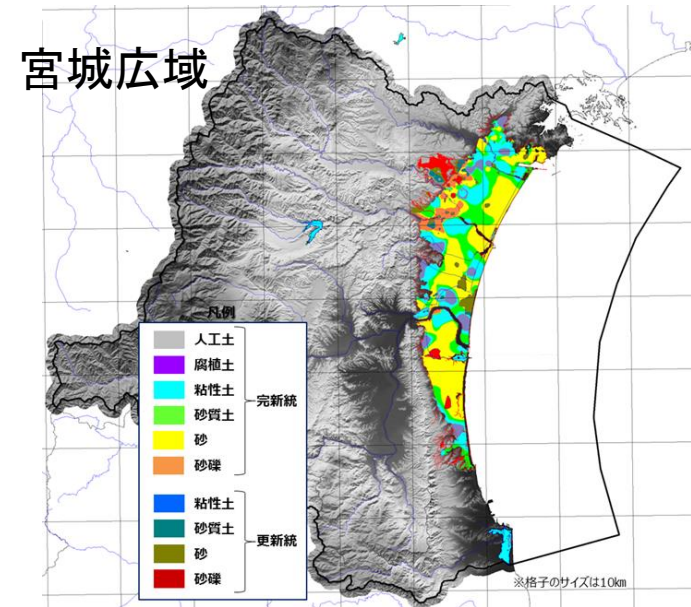 宮城広域
凡例
人工土
腐植土
粘性土
砂質土
砂
砂礫
完新統
粘性土
砂質土
砂
砂礫
更新統
※格子のサイズは10km